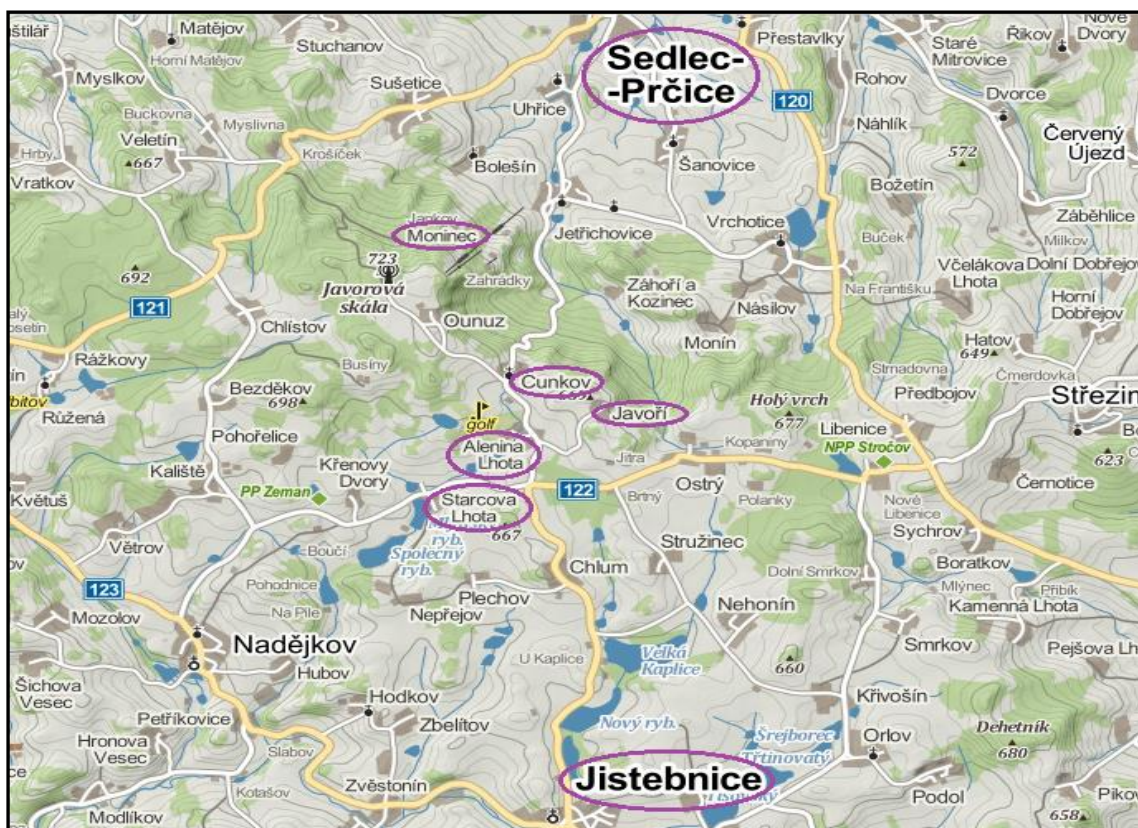 Matějov
Stuchanov
Přestavlky
Nové
Dvory
Říkov
Horní Matějov
Staré
Mitrovice
Myslkov
Sušetice
Sedlec-
-Prčice
Rohov
Dvorce
Buckovna
Uhřice
120
Veletín
Myslivna
Náhlík
Červený
Újezd
Hrby
667
Krošíček
Bolešín
Šanovice
572
Vratkov
Božetín
Jetřichovice
Vrchotice
Záběhlice
Moninec
Buček
Milkov
723
Zahrádky
Včelákova
Lhota
Dolní Dobřejov
692
Javorová
skála
Záhoří a
Kozinec
Násilov
Na Františku
Horní
Dobřejov
121
Chlístov
Ounuz
Monín
Hatov
649
Rážkovy
Busíny
Strnadovna
Čmerdovka
Cunkov
Předbojov
Bezděkov
698
Javoří
Holý vrch
677
Střezim
Růžená
golf
Libenice
Pohořelice
Alenina
Lhota
Jitra
Kopaniny
NPP Stročov
623
Kaliště
Křenovy
Dvory
122
Ostrý
Černotice
Květuš
PP Zeman
Starcova
Lhota
Brtný
Polanky
Nové
Libenice
667
Sychrov
Větrov
Boučí
Společný
ryb.
Stružinec
Boratkov
123
Pohodnice
Chlum
Dolní Smrkov
Mlýnec
Přibík
Mozolov
Na Pile
Plechov
Nepřejov
Nehonín
Kamenná Lhota
Nadějkov
Smrkov
Hubov
U Kaplice
Velká
Kaplice
660
Šichova
Vesec
Hodkov
Křivošín
Petříkovice
Zbelítov
Nový ryb.
Šrejborec
Dehetník
680
Hronova
Vesec
Slabov
Třtinovatý
Orlov
Jistebnice
Kotašov
Zvěstonín
Podol
Modlíkov
658